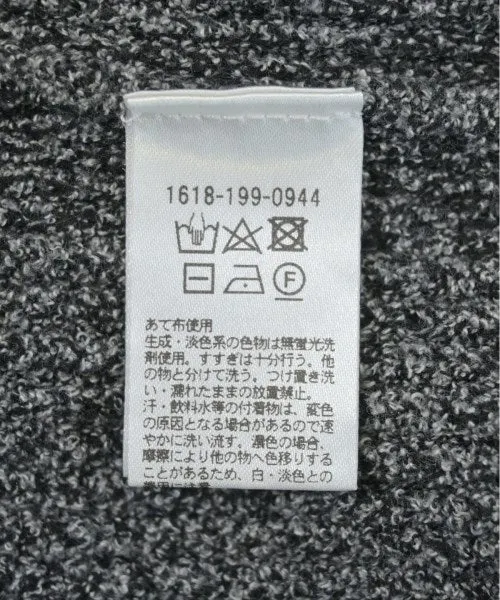 1618-199-0944
F
あて布使用
生成・淡色系の色物は無蛍光洗
剤使用。すすぎは十分行う。他
の物と分けて洗う。つけ置き洗
い・濡れたままの放置禁止。
汗・飲料水等の付着物は、変色
の原因となる場合があるので速
やかに洗い流す。濃色の場合、
摩擦により他の物へ色移りする
ことがあるため、白・淡色との